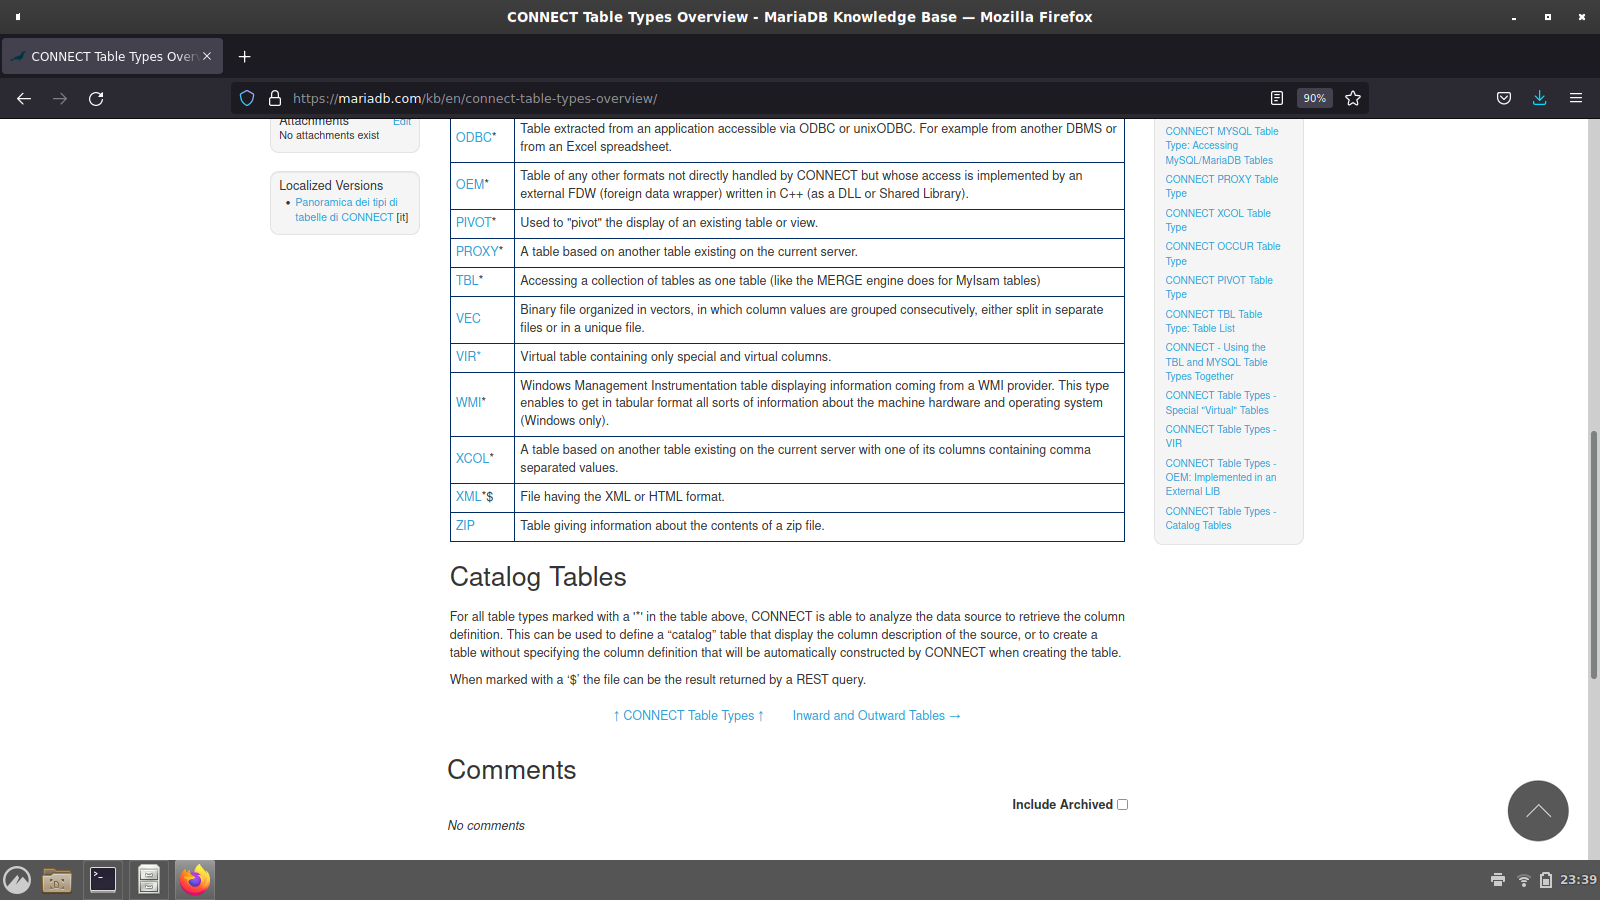 CONNECT Table Types Overview - MariaDB Knowledge Base — Mozilla Firefox
CONNECT Table Types Over
https://mariadb.com/kb/en/connect-table-types-overview/
90%
Attachments
Edit
No attachments exist
Localized Versions
• Panoramica dei tipi di
tabelle di CONNECT [it]
ODBC*
Table extracted from an application accessible via ODBC or unixODBC. For example from another DBMS or
from an Excel spreadsheet.
OEM*
Table of any other formats not directly handled by CONNECT but whose access is implemented by an
external FDW (foreign data wrapper) written in C++ (as a DLL or Shared Library).
PIVOT*
Used to "pivot" the display of an existing table or view.
PROXY*
A table based on another table existing on the current server.
TBL*
Accessing a collection of tables as one table (like the MERGE engine does for MyIsam tables)
VEC
Binary file organized in vectors, in which column values are grouped consecutively, either split in separate
files or in a unique file.
VIR*
Virtual table containing only special and virtual columns.
WMI*
Windows Management Instrumentation table displaying information coming from a WMI provider. This type
enables to get in tabular format all sorts of information about the machine hardware and operating system
(Windows only).
XCOL*
A table based on another table existing on the current server with one of its columns containing comma
separated values.
XML*$
File having the XML or HTML format.
ZIP
Table giving information about the contents of a zip file.
Catalog Tables
For all table types marked with a '*' in the table above, CONNECT is able to analyze the data source to retrieve the column
definition. This can be used to define a “catalog” table that display the column description of the source, or to create a
table without specifying the column definition that will be automatically constructed by CONNECT when creating the table.
When marked with a ‘$’ the file can be the result returned by a REST query.
↑ CONNECT Table Types ↑
Inward and Outward Tables →
Comments
Include Archived
No comments
CONNECT MYSQL Table
Type: Accessing
MySQL/MariaDB Tables
CONNECT PROXY Table
Type
CONNECT XCOL Table
Type
CONNECT OCCUR Table
Type
CONNECT PIVOT Table
Type
CONNECT TBL Table
Type: Table List
CONNECT - Using the
TBL and MYSQL Table
Types Together
CONNECT Table Types -
Special "Virtual" Tables
CONNECT Table Types -
VIR
CONNECT Table Types -
OEM: Implemented in an
External LIB
CONNECT Table Types -
Catalog Tables
23:39